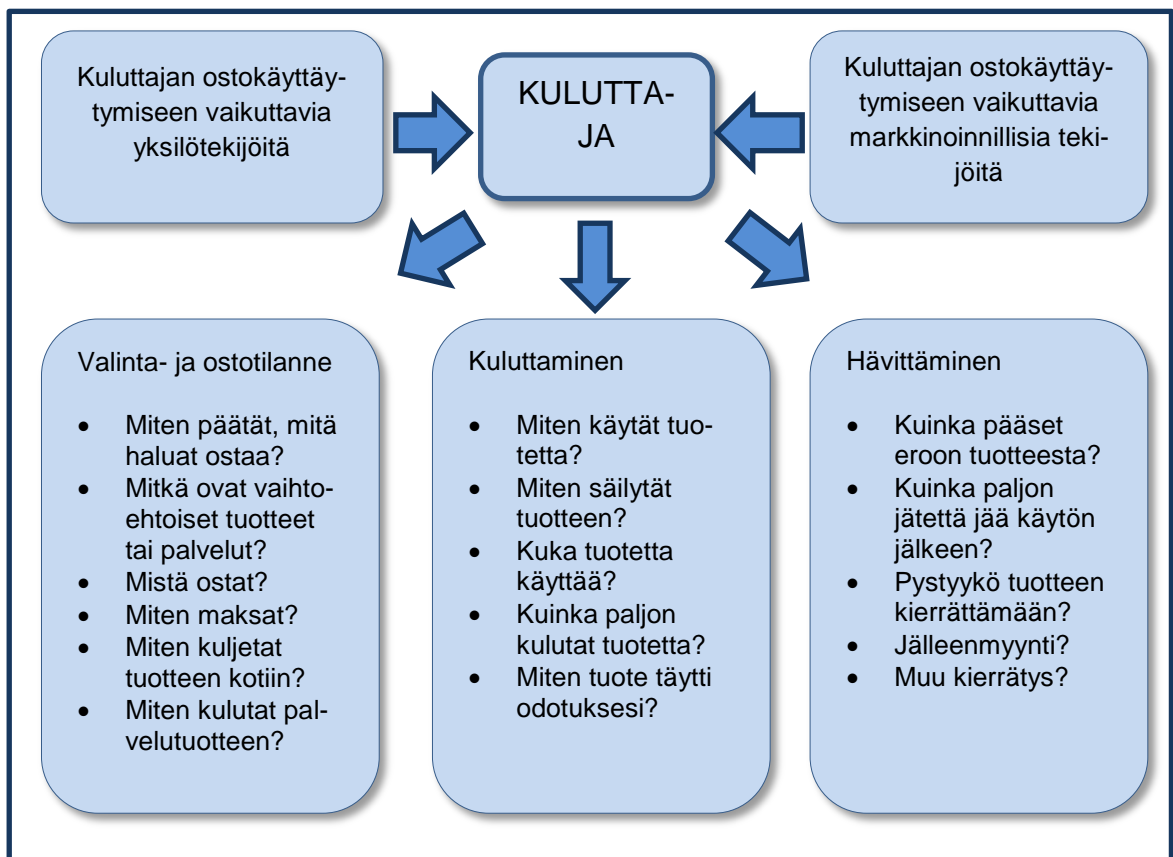 Kuluttajan ostokäyttäy-
tymiseen vaikuttavia
yksilötekijöitä
KULUTTA-
JA
Kuluttajan ostokäyttäy-
tymiseen vaikuttavia
markkinoinnillisia teki-
jöitä
Valinta- ja ostotilanne
• Miten päätät, mitä
haluat ostaa?
• Mitkä ovat vaihto-
ehtoiset tuotteet
tai palvelut?
• Mistä ostat?
• Miten maksat?
• Miten kuljetat
tuotteen kotiin?
• Miten kulutat pal-
velutuotteen?
Kuluttaminen
• Miten käytät tuo-
tetta?
• Miten säilytät
tuotteen?
• Kuka tuotetta
käyttää?
• Kuinka paljon
kulutat tuotetta?
• Miten tuote täytti
odotuksesi?
Hävittäminen
• Kuinka pääset
eroon tuotteesta?
• Kuinka paljon
jätettä jää käytön
jälkeen?
• Pystyykö tuotteen
kierrättämään?
• Jälleenmyynti?
• Muu kierrätys?